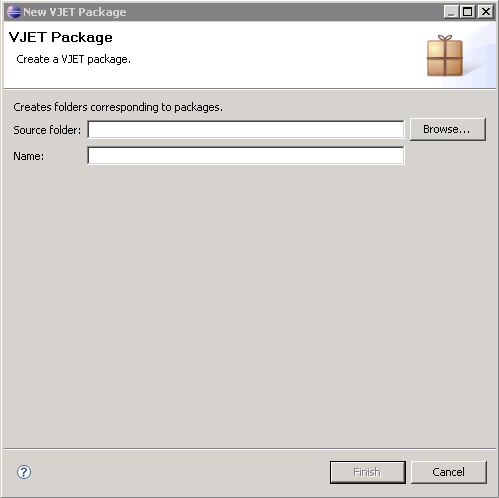 New VJET Package
VJET Package
Create a VJET package.
Creates folders corresponding to packages.
Source folder:
Browse...
Name:
?
Finish
Cancel